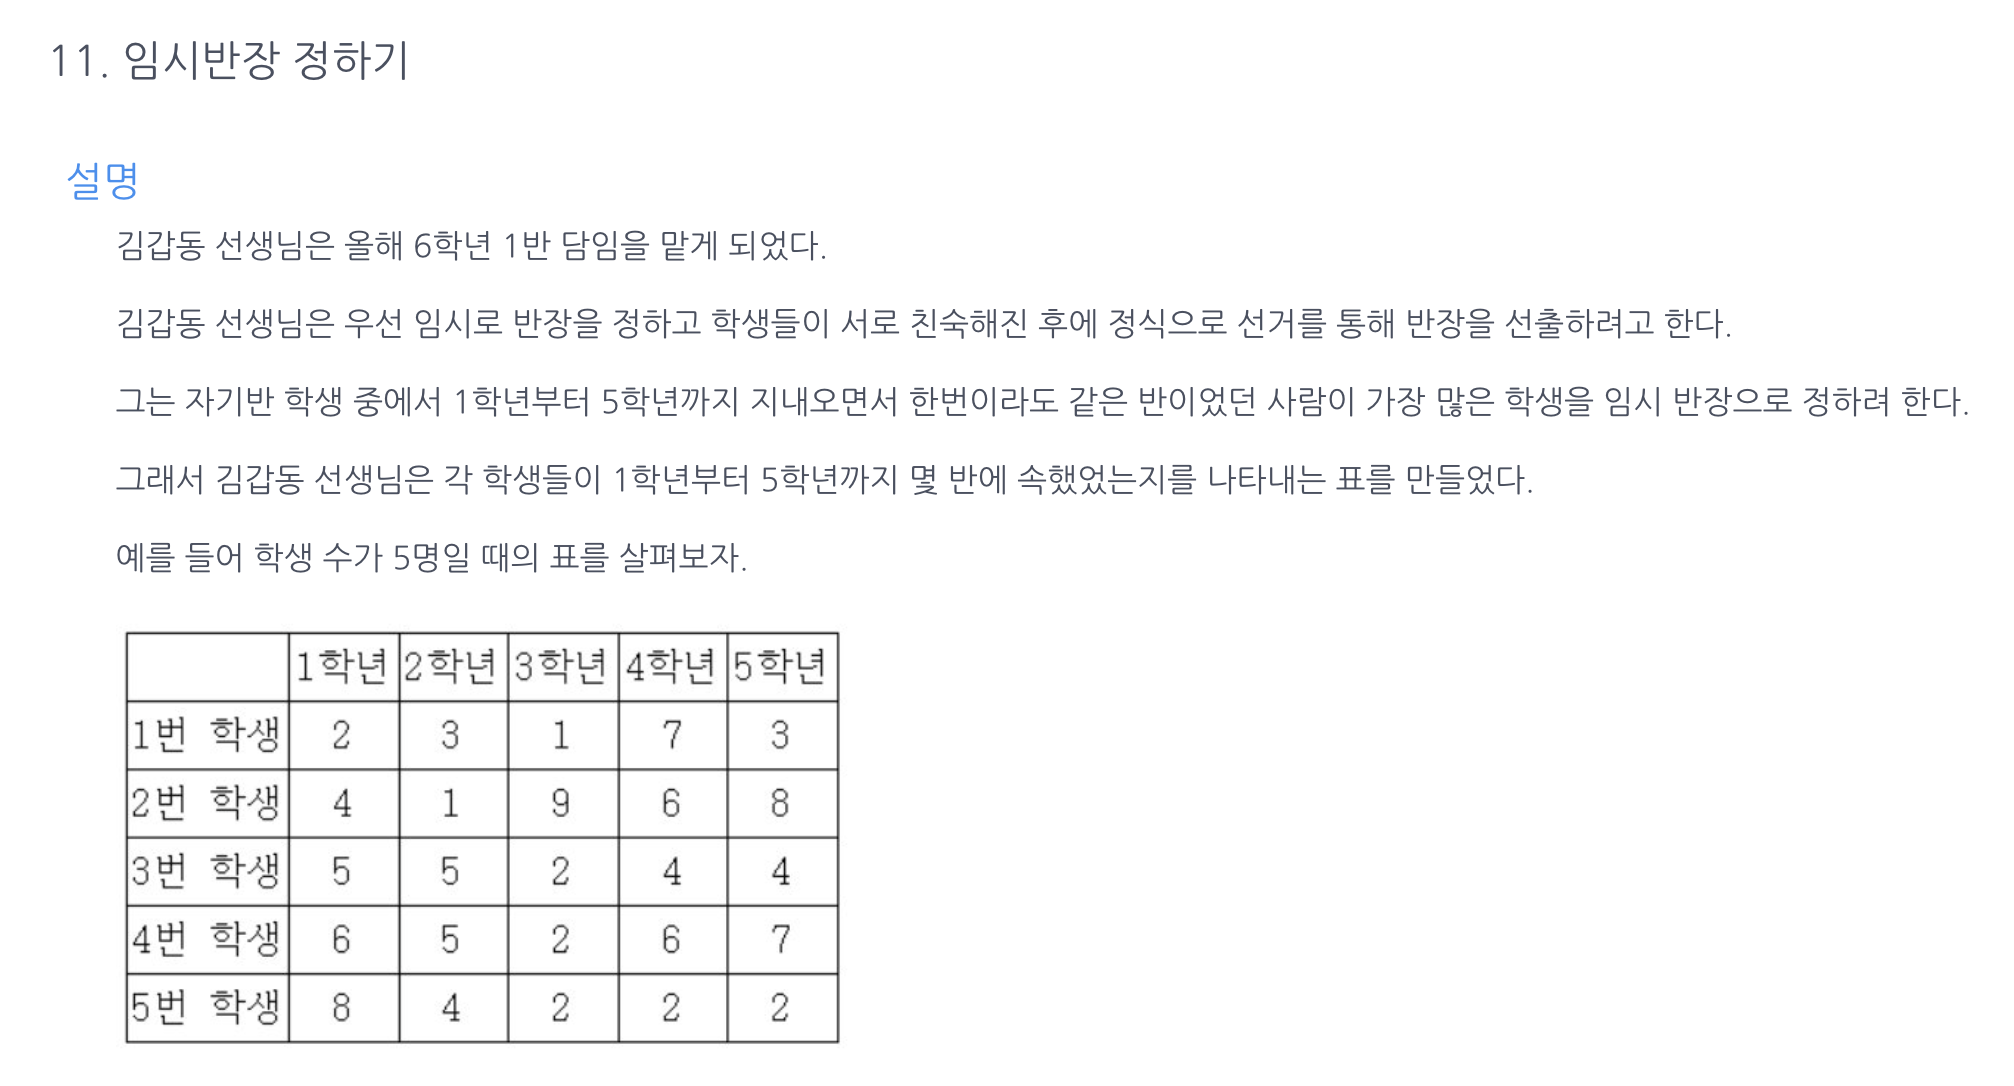 11. 임시반장 정하기
설명
김갑동 선생님은 올해 6학년 1반 담임을 맡게 되었다.
김갑동 선생님은 우선 임시로 반장을 정하고 학생들이 서로 친숙해진 후에 정식으로 선거를 통해 반장을 선출하려고 한다.
그는 자기반 학생 중에서 1학년부터 5학년까지 지내오면서 한번이라도 같은 반이었던 사람이 가장 많은 학생을 임시 반장으로 정하려 한다.
그래서 김갑동 선생님은 각 학생들이 1학년부터 5학년까지 몇 반에 속했었는지를 나타내는 표를 만들었다.
예를 들어 학생 수가 5명일 때의 표를 살펴보자.
1학년 2학년 3학년 4학년 5학년
1번 학생 2 3 1 7 3
2번 학생 4 1 9 6 8
3번 학생 5 5 2 4 4
4번 학생 6 5 2 6 7
5번 학생 8 4 2 2 2